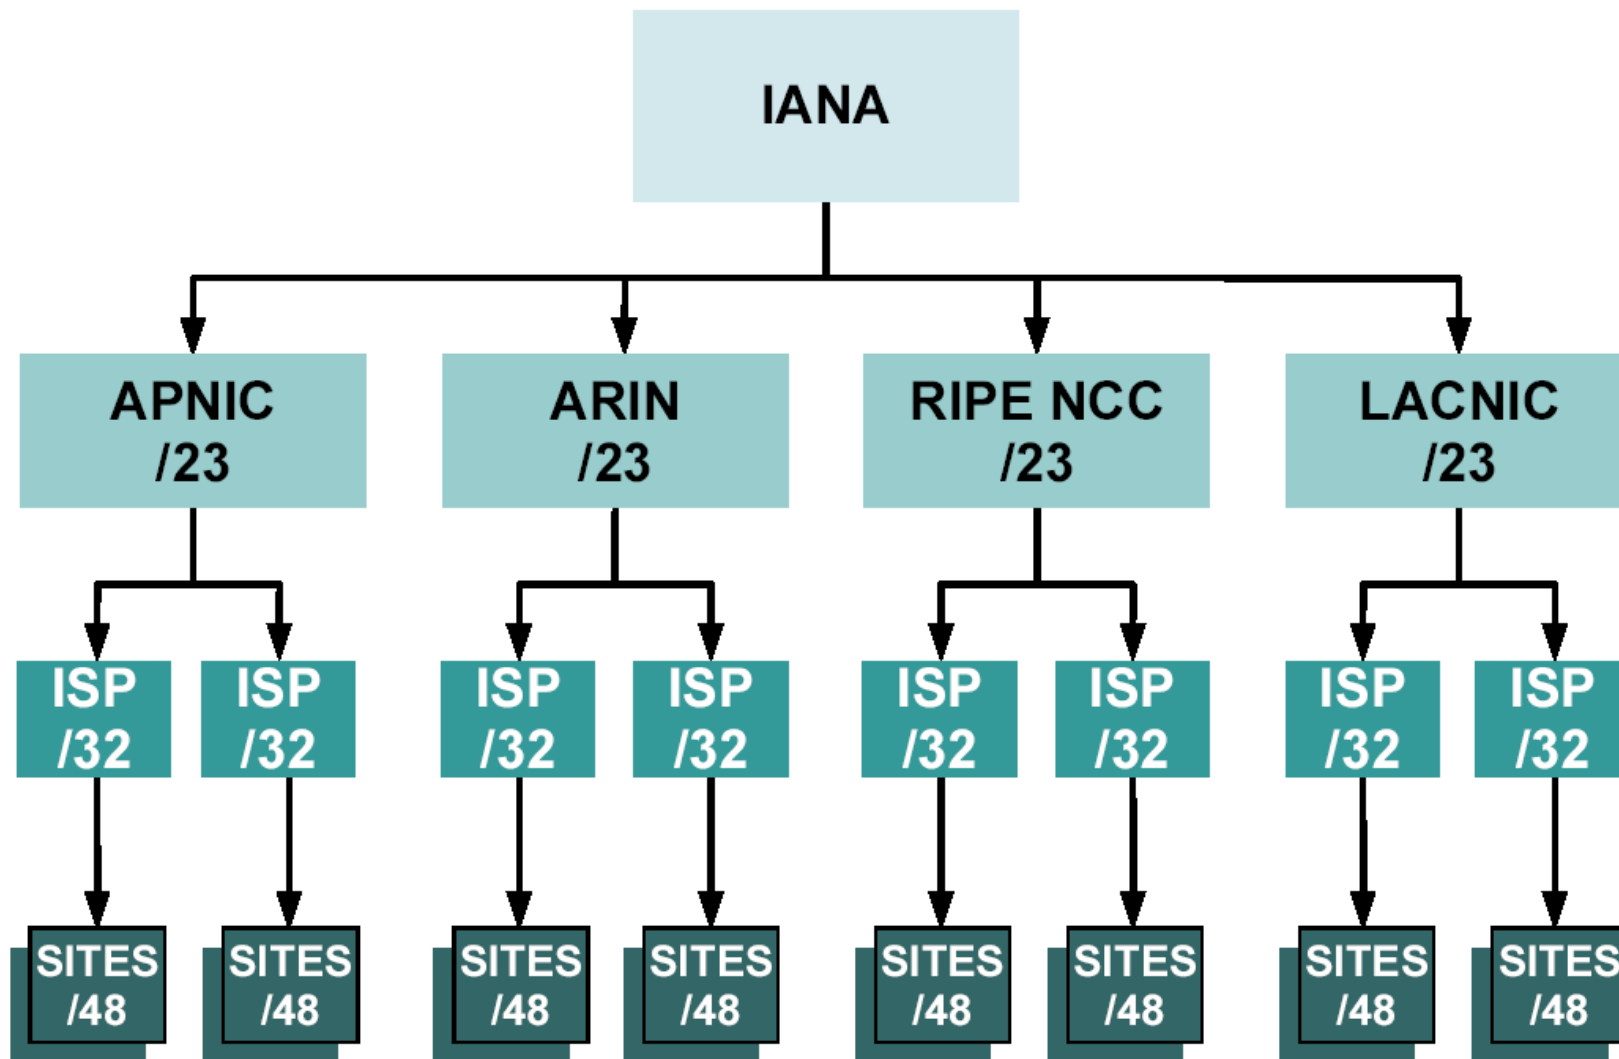 IANA
APNIC
/23
ARIN
/23
RIPE NCC
/23
LACNIC
/23
ISP
/32
ISP
/32
ISP
/32
ISP
/32
ISP
/32
ISP
/32
ISP
/32
ISP
/32
SITES
/48
SITES
/48
SITES
/48
SITES
/48
SITES
/48
SITES
/48
SITES
/48
SITES
/48